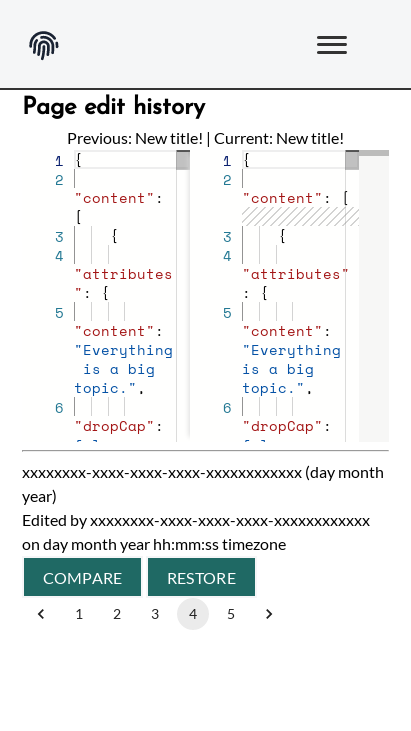 Page edit history
Previous: New title! | Current: New title!
1 {
2
"content":
[
3 {
4
"attributes
": {
5
"content":
"Everything
is a big
topic.",
6
"dropCap":
1 {
2
"content": [
3 {
4
"attributes"
: {
5
"content":
"Everything
is a big
topic.",
6
"dropCap":
xxxxxxxx-xxxx-xxxx-xxxx-xxxxxxxxxxxx (day month
year)
Edited by xxxxxxxx-xxxx-xxxx-xxxx-xxxxxxxxxxxx
on day month year hh:mm:ss timezone
COMPARE RESTORE
1 2 3 4 5